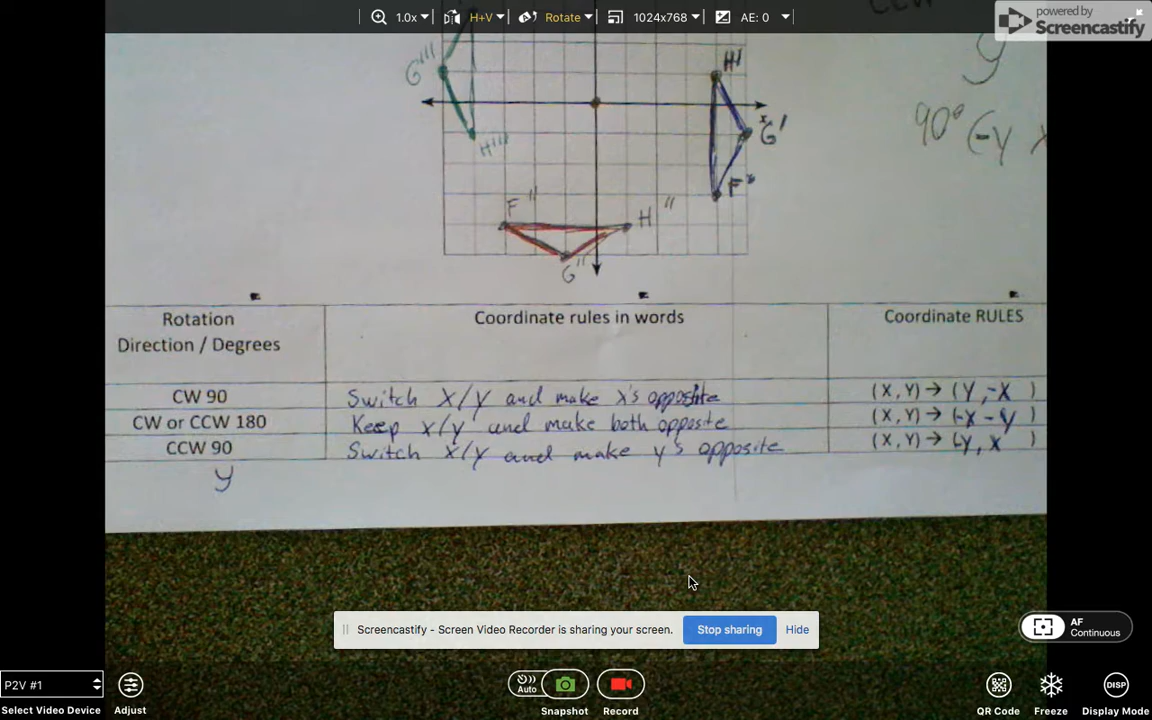 1.0x H+V Rotate 1024x768 AE: 0
powered by
Screencastify
y
90° (-y x
G''' H'''
H'
G'
F'
F'' H''
G''
Rotation Direction / Degrees
Coordinate rules in words
Coordinate RULES
CW 90 Switch X/Y and make x's opposite (X,Y) → (Y, -X )
CW or CCW 180 Keep x/y and make both opposite (X,Y) → (-X - Y )
CCW 90 Switch X/Y and make y's opposite (X,Y) → (-Y, X )
y
Screencastify - Screen Video Recorder is sharing your screen. Stop sharing Hide
AF
Continuous
P2V #1
Select Video Device
Adjust
Auto
Snapshot
Record
QR Code
Freeze
DISP
Display Mode